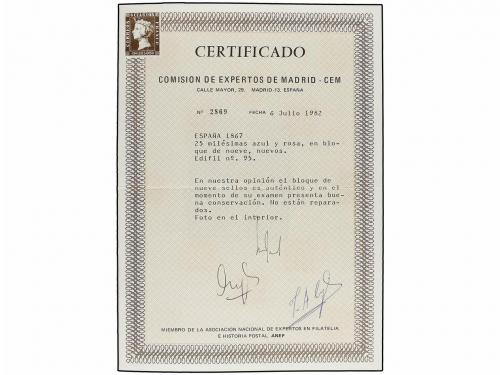 CERTIFICADO
COMISION DE EXPERTOS DE MADRID - CEM
CALLE MAYOR, 29. MADRID-13. ESPAÑA
Nº 2869 FECHA 6 Julio 1982
ESPAÑA 1867
25 milésimas azul y rosa, en blo-
que de nueve, nuevos.
Edifil nº. 95.
En nuestra opinión el bloque de
nueve sellos es auténtico y en el
momento de su examen presenta bue-
na conservación. No están repara-
dos.
Foto en el interior.
MIEMBRO DE LA ASOCIACIÓN NACIONAL DE EXPERTOS EN FILATELIA
E HISTORIA POSTAL ANEF